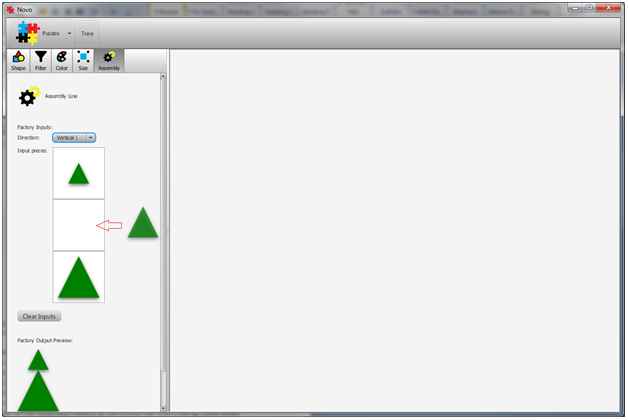 Novo
Puzzles
Tree
Shape
Filter
Color
Size
Assembly
Assembly Line
Factory Inputs:
Direction:
Vertical |
Input pieces:
Clear Inputs
Factory Output Preview: